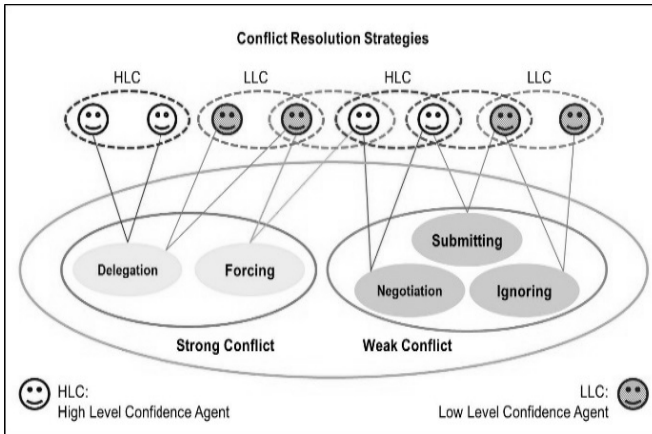 Conflict Resolution Strategies
HLC LLC HLC LLC
Submitting
Delegation Forcing
Negotiation Ignoring
Strong Conflict Weak Conflict
HLC: LLC:
High Level Confidence Agent Low Level Confidence Agent